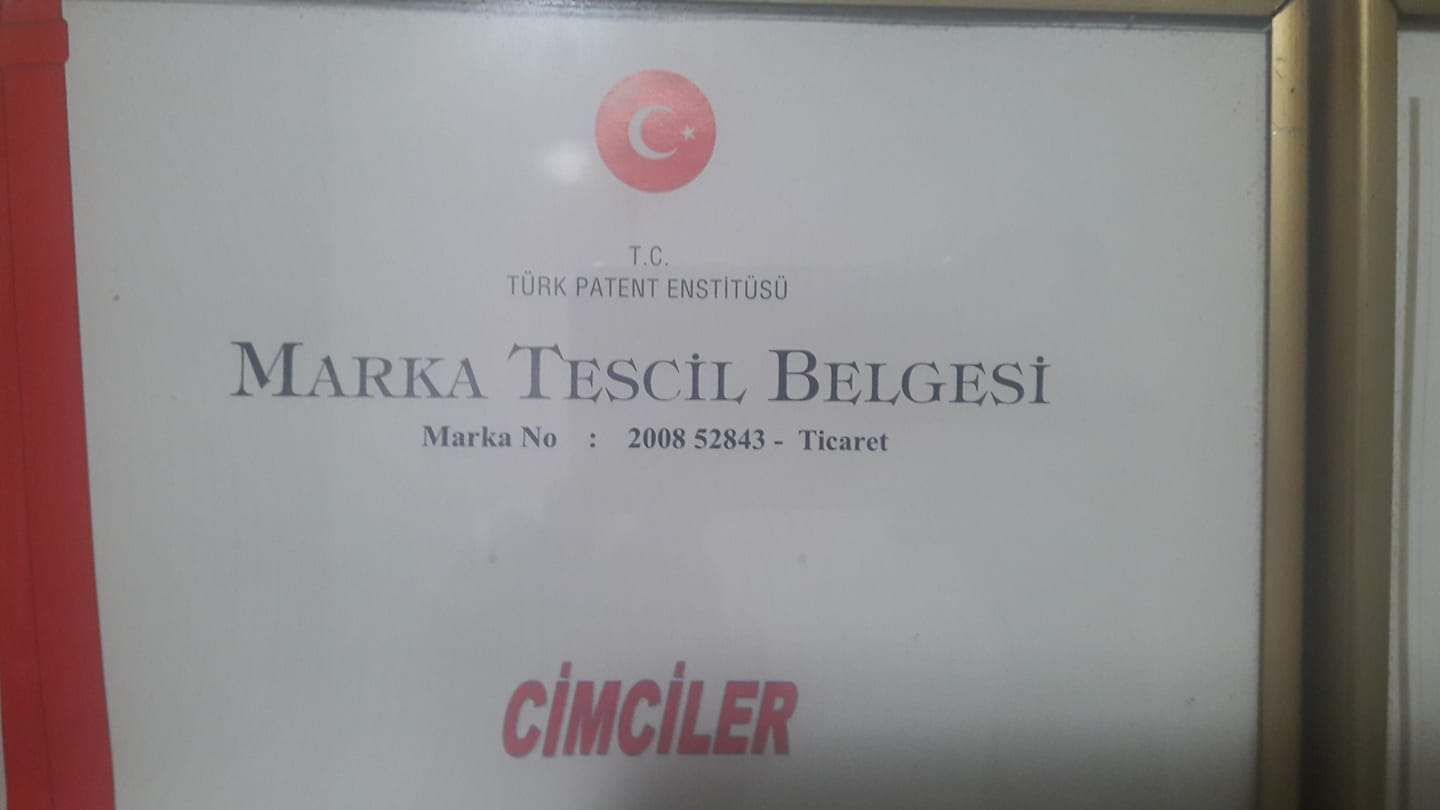 T.C.
TÜRK PATENT ENSTİTÜSÜ
MARKA TESCİL BELGESİ
Marka No : 2008 52843 - Ticaret
CİMCİLER